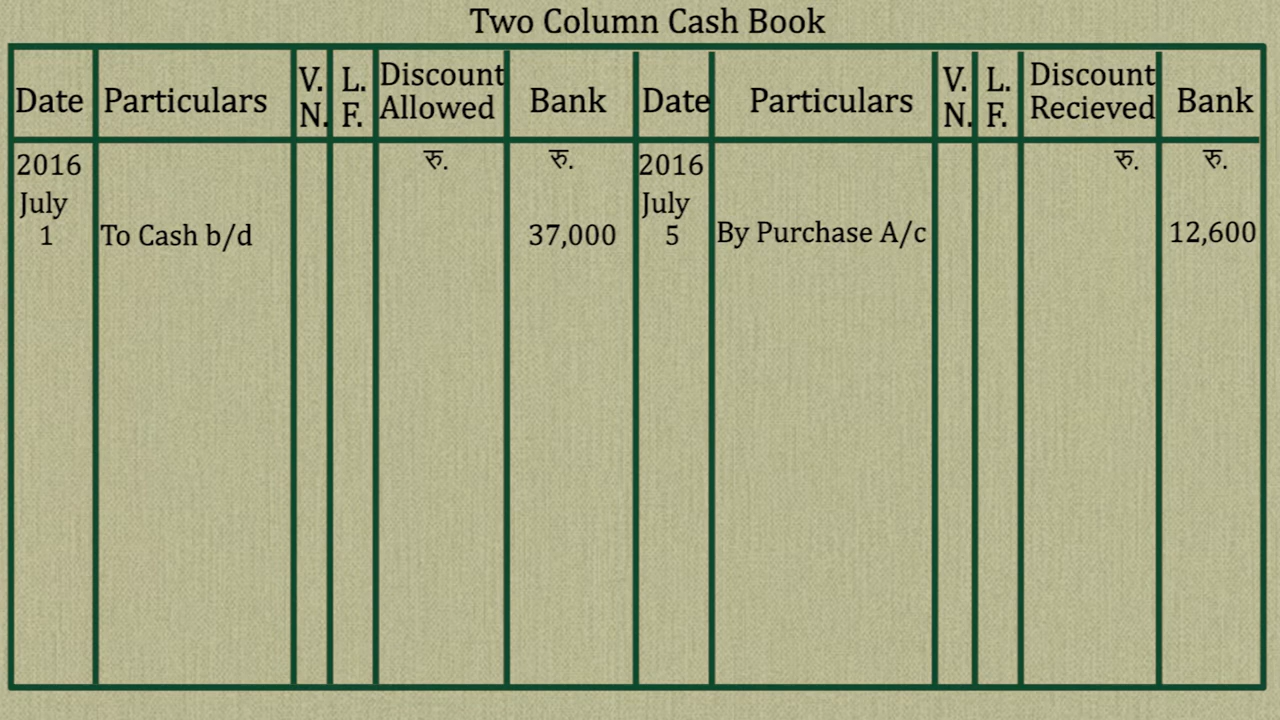 Two Column Cash Book
Date Particulars V. N. L. F. Discount Allowed Bank Date Particulars V. N. L. F. Discount Recieved Bank
2016 रु. रु. 2016 रु. रु.
July July
1 To Cash b/d 37,000 5 By Purchase A/c 12,600